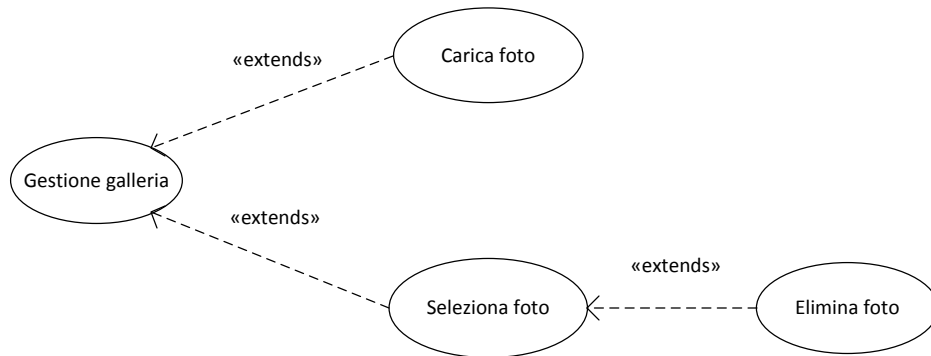 Carica foto
«extends»
Gestione galleria
«extends»
«extends»
Seleziona foto
Elimina foto